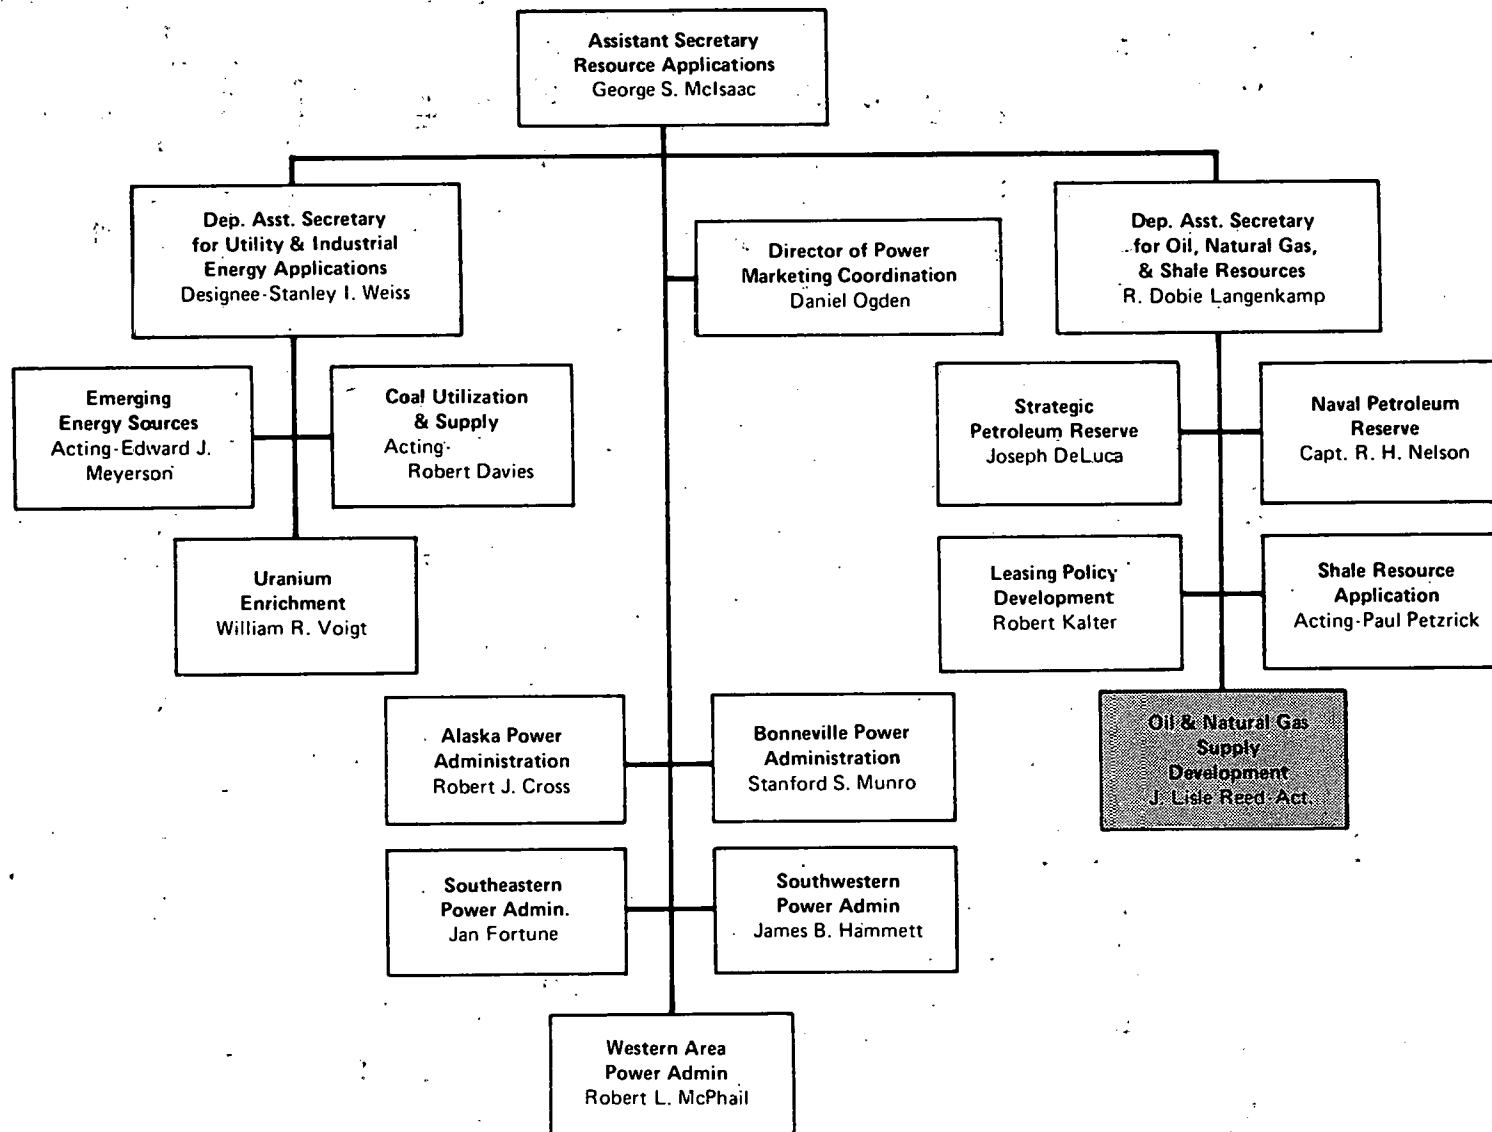 Assistant Secretary
Resource Applications
George S. McIsaac
Dep. Asst. Secretary
for Utility & Industrial
Energy Applications
Designee-Stanley I. Weiss
Director of Power
Marketing Coordination
Daniel Ogden
Dep. Asst. Secretary
for Oil, Natural Gas,
& Shale Resources
R. Dobie Langenkamp
Emerging
Energy Sources
Acting-Edward J.
Meyerson
Coal Utilization
& Supply
Acting-
Robert Davies
Strategic
Petroleum Reserve
Joseph DeLuca
Naval Petroleum
Reserve
Capt. R. H. Nelson
Uranium
Enrichment
William R. Voigt
Leasing Policy
Development
Robert Kalter
Shale Resource
Application
Acting-Paul Petzrick
Alaska Power
Administration
Robert J. Cross
Bonneville Power
Administration
Stanford S. Munro
Oil & Natural Gas
Supply
Development
J. Lisle Reed-Act.
Southeastern
Power Admin.
Jan Fortune
Southwestern
Power Admin
James B. Hammett
Western Area
Power Admin
Robert L. McPhail